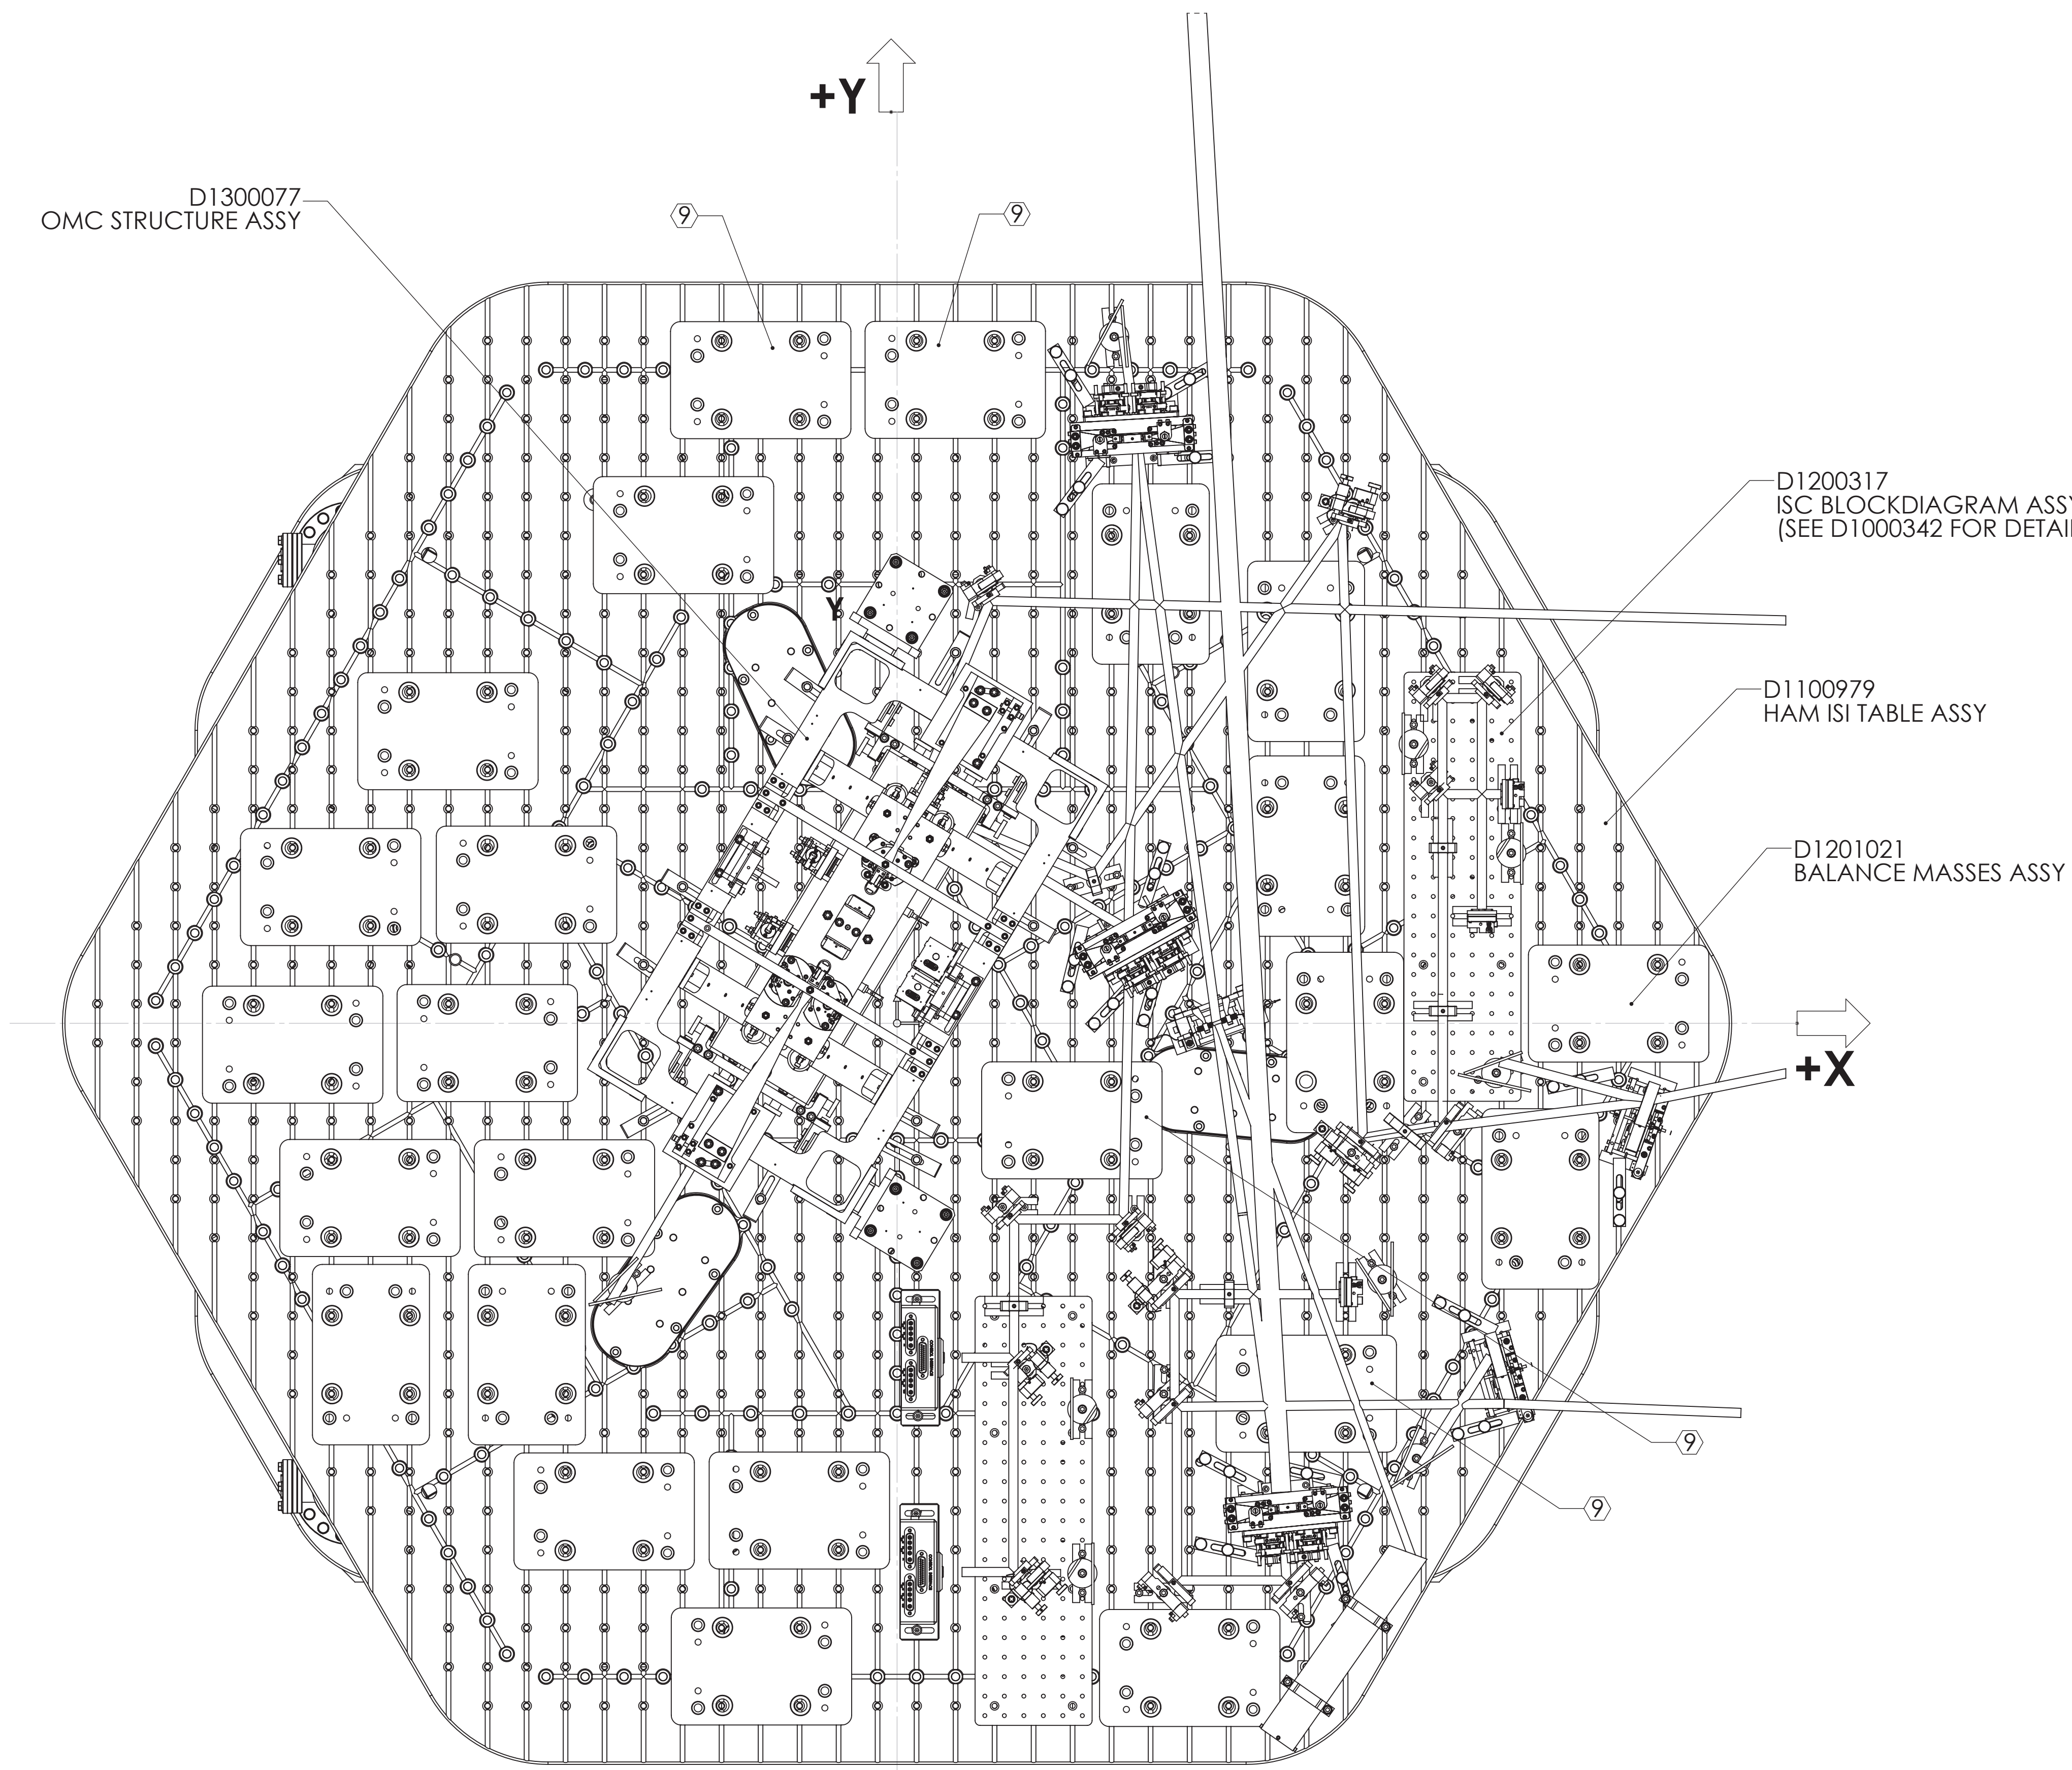 +Y
D1300077
OMC STRUCTURE ASSY
9
9
D1200317
ISC BLOCKDIAGRAM ASSY
(SEE D1000342 FOR DETAI
Y
D1100979
HAM ISI TABLE ASSY
D1201021
BALANCE MASSES ASSY
+X
9
9